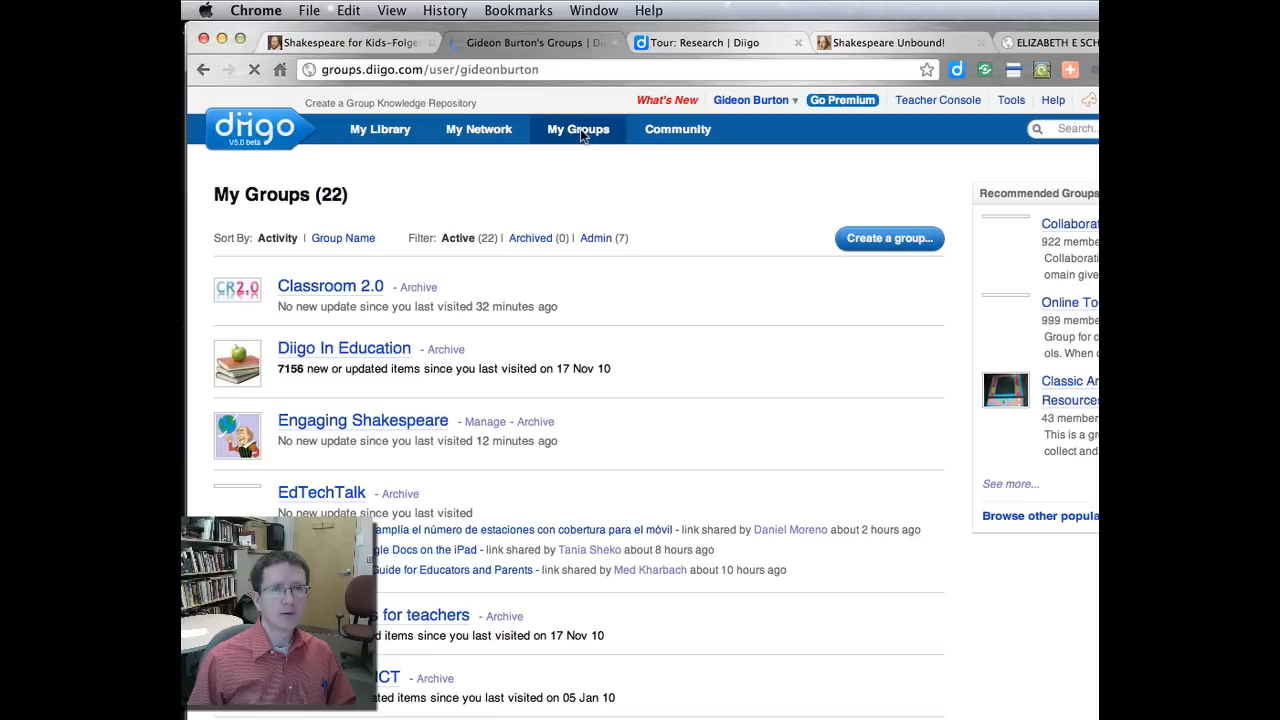 Chrome File Edit View History Bookmarks Window Help
Shakespeare for Kids-Folger Gideon Burton's Groups | Di Tour: Research | Diigo Shakespeare Unbound! ELIZABETH E SCH
groups.diigo.com/user/gideonburton
Create a Group Knowledge Repository What's New Gideon Burton Go Premium Teacher Console Tools Help
diigo V5.0 beta My Library My Network My Groups Community Search...
My Groups (22)
Sort By: Activity | Group Name Filter: Active (22) | Archived (0) | Admin (7) Create a group...
Classroom 2.0 - Archive
No new update since you last visited 32 minutes ago
CR2.0
Diigo In Education - Archive
7156 new or updated items since you last visited on 17 Nov 10
Engaging Shakespeare - Manage - Archive
No new update since you last visited 12 minutes ago
EdTechTalk - Archive
No new update since you last visited
amplía el número de estaciones con cobertura para el móvil - link shared by Daniel Moreno about 2 hours ago
gle Docs on the iPad - link shared by Tania Sheko about 8 hours ago
Guide for Educators and Parents - link shared by Med Kharbach about 10 hours ago
s for teachers - Archive
d items since you last visited on 17 Nov 10
ICT - Archive
ated items since you last visited on 05 Jan 10
Recommended Groups
Collaborat
922 membe
Collaborati
omain give
Online To
999 membe
Group for c
ols. When o
Classic Ar
Resources
43 member
This is a gr
collect and
See more...
Browse other popula